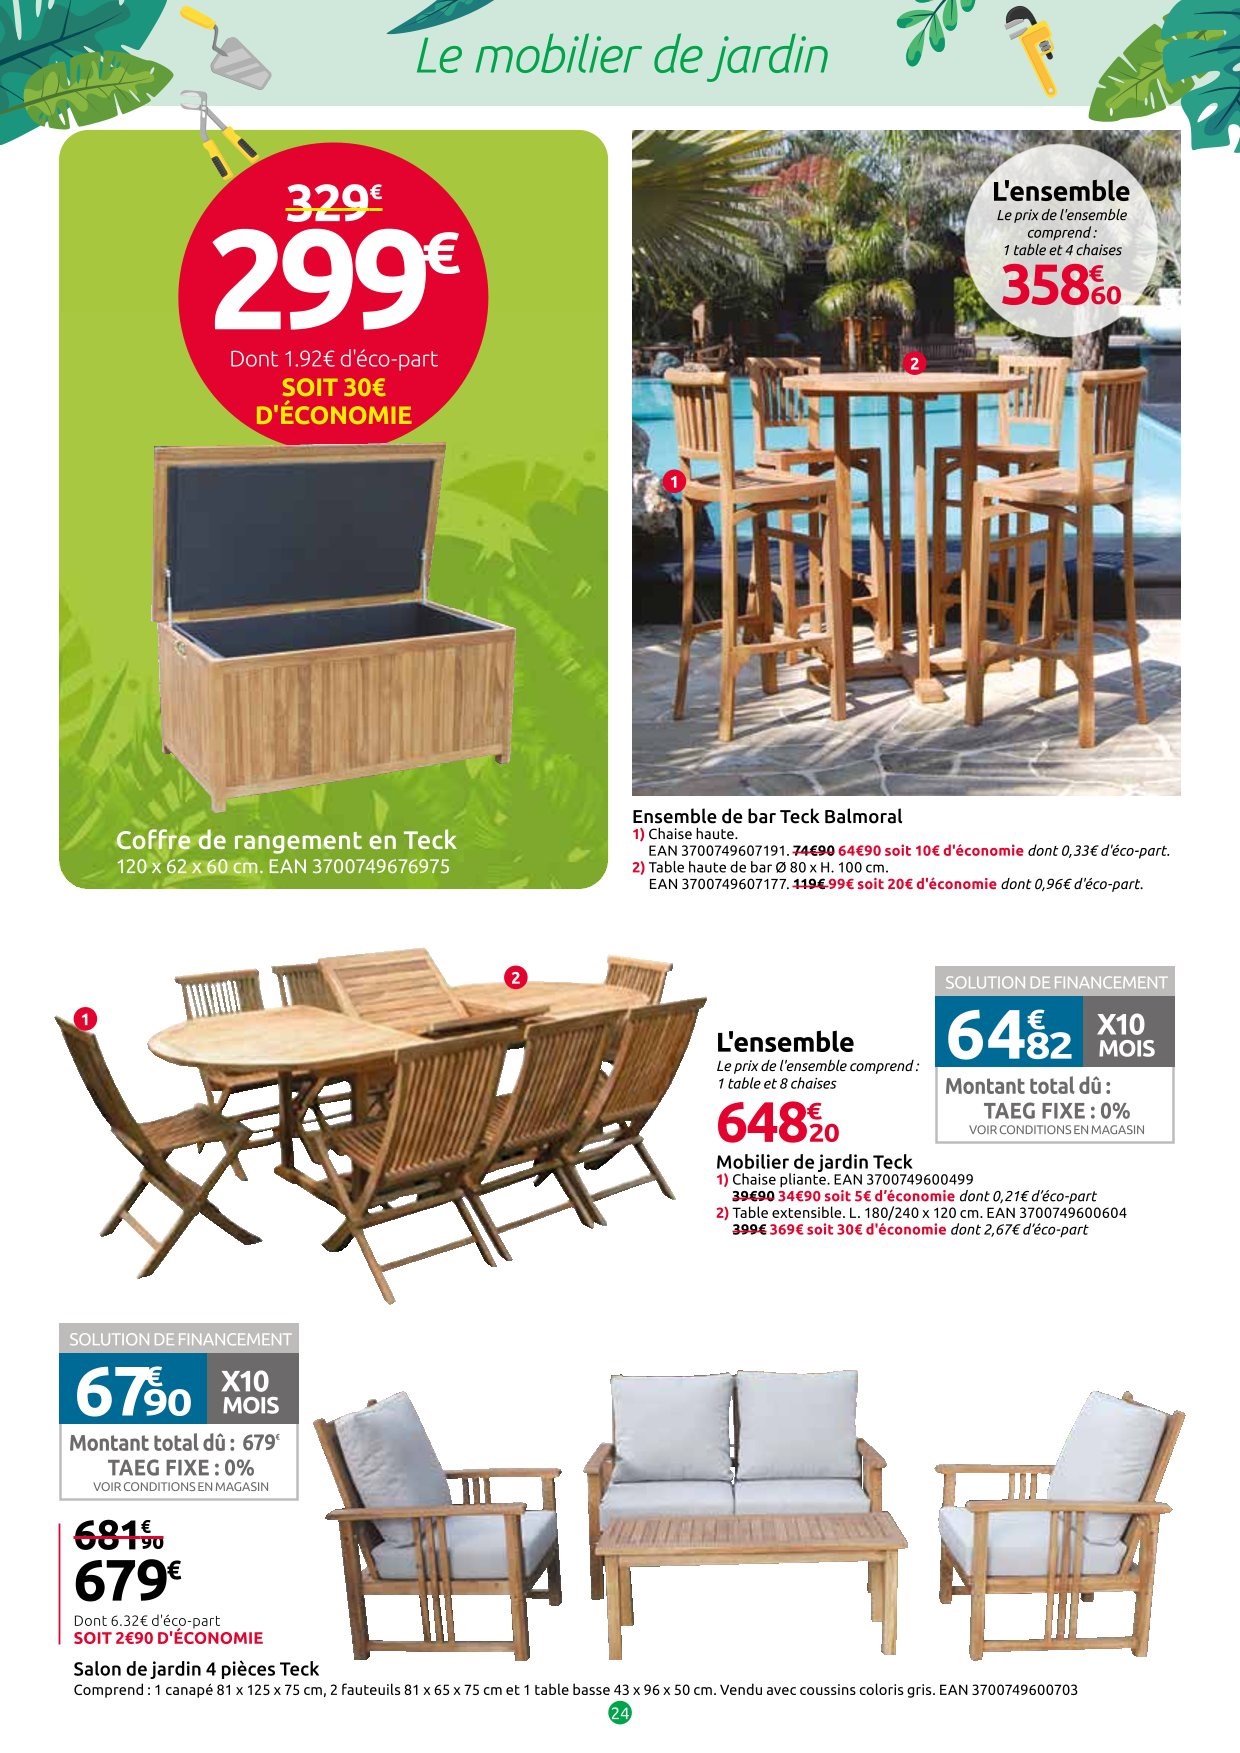 Le mobilier de jardin
329€
299€
Dont 1.92€ d'éco-part
SOIT 30€
D'ÉCONOMIE
Coffre de rangement en Teck
120 x 62 x 60 cm. EAN 3700749676975
L'ensemble
Le prix de l'ensemble
comprend :
1 table et 4 chaises
358€60
2
1
Ensemble de bar Teck Balmoral
1) Chaise haute.
EAN 3700749607191. 74€90 64€90 soit 10€ d'économie dont 0,33€ d'éco-part.
2) Table haute de bar Ø 80 x H. 100 cm.
EAN 3700749607177. 119€ 99€ soit 20€ d'économie dont 0,96€ d'éco-part.
1
2
L'ensemble
Le prix de l'ensemble comprend :
1 table et 8 chaises
648€20
Mobilier de jardin Teck
1) Chaise pliante. EAN 3700749600499
39€90 34€90 soit 5€ d'économie dont 0,21€ d'éco-part
2) Table extensible. L. 180/240 x 120 cm. EAN 3700749600604
399€ 369€ soit 30€ d'économie dont 2,67€ d'éco-part
SOLUTION DE FINANCEMENT
64€82 X10 MOIS
Montant total dû :
TAEG FIXE : 0%
VOIR CONDITIONS EN MAGASIN
SOLUTION DE FINANCEMENT
67€90 X10 MOIS
Montant total dû : 679€
TAEG FIXE : 0%
VOIR CONDITIONS EN MAGASIN
681€90
679€
Dont 6.32€ d'éco-part
SOIT 2€90 D'ÉCONOMIE
Salon de jardin 4 pièces Teck
Comprend : 1 canapé 81 x 125 x 75 cm, 2 fauteuils 81 x 65 x 75 cm et 1 table basse 43 x 96 x 50 cm. Vendu avec coussins coloris gris. EAN 3700749600703
24